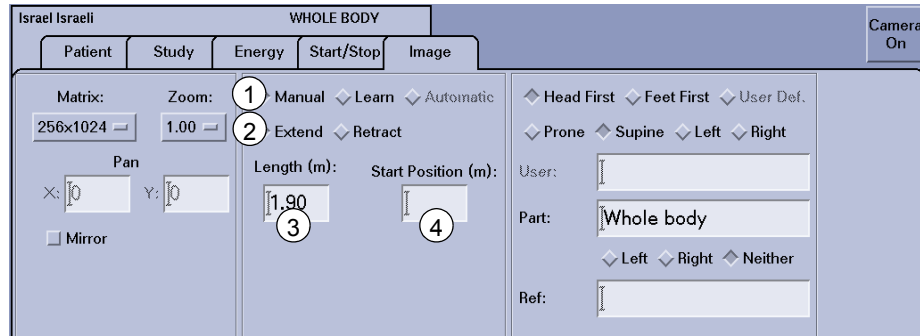 Israel Israeli WHOLE BODY
Camera On
Patient Study Energy Start/Stop Image
Matrix: Zoom:
256x1024 1.00
Pan
X: 0 Y: 0
Mirror
1 Manual Learn Automatic
2 Extend Retract
Length (m): Start Position (m):
1.90
3 4
Head First Feet First User Def.
Prone Supine Left Right
User:
Part: Whole body
Left Right Neither
Ref: